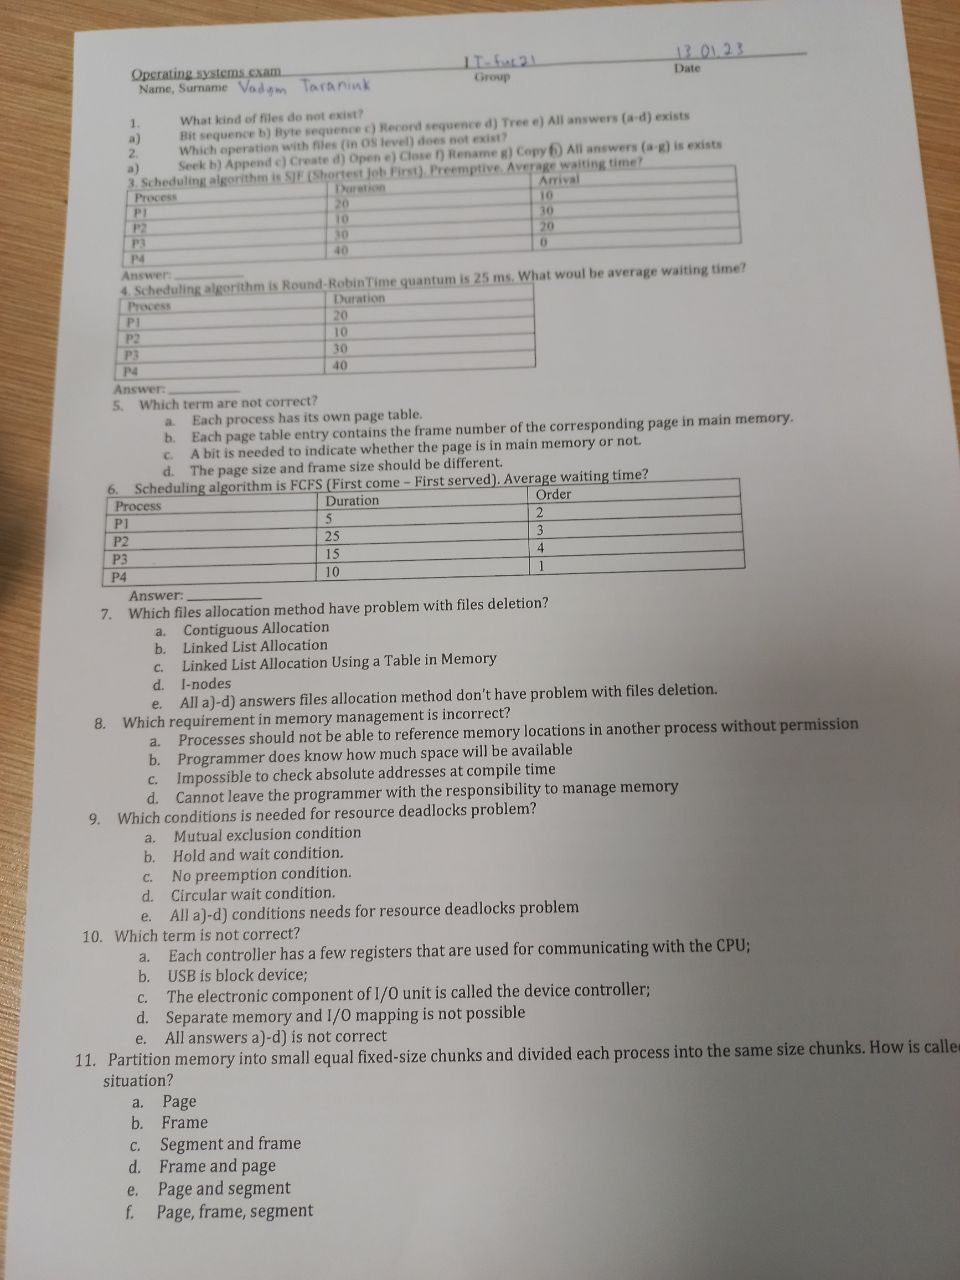 Operating systems exam IT-fuc21 13.01.23
Name, Surname Vadym Taraniuk Group Date
1. What kind of files do not exist?
a) Bit sequence b) Byte sequence c) Record sequence d) Tree e) All answers (a-d) exists
2. Which operation with files (in OS level) does not exist?
a) Seek b) Append c) Create d) Open e) Close f) Rename g) Copy h) All answers (a-g) is exists
3. Scheduling algorithm is SJF (Shortest Job First). Preemptive. Average waiting time?
Process Duration Arrival
P1 20 10
P2 10 30
P3 30 20
P4 40 0
Answer:
4. Scheduling algorithm is Round-RobinTime quantum is 25 ms. What woul be average waiting time?
Process Duration
P1 20
P2 10
P3 30
P4 40
Answer:
5. Which term are not correct?
a. Each process has its own page table.
b. Each page table entry contains the frame number of the corresponding page in main memory.
c. A bit is needed to indicate whether the page is in main memory or not.
d. The page size and frame size should be different.
6. Scheduling algorithm is FCFS (First come – First served). Average waiting time?
Process Duration Order
P1 5 2
P2 25 3
P3 15 4
P4 10 1
Answer:
7. Which files allocation method have problem with files deletion?
a. Contiguous Allocation
b. Linked List Allocation
c. Linked List Allocation Using a Table in Memory
d. I-nodes
e. All a)-d) answers files allocation method don't have problem with files deletion.
8. Which requirement in memory management is incorrect?
a. Processes should not be able to reference memory locations in another process without permission
b. Programmer does know how much space will be available
c. Impossible to check absolute addresses at compile time
d. Cannot leave the programmer with the responsibility to manage memory
9. Which conditions is needed for resource deadlocks problem?
a. Mutual exclusion condition
b. Hold and wait condition.
c. No preemption condition.
d. Circular wait condition.
e. All a)-d) conditions needs for resource deadlocks problem
10. Which term is not correct?
a. Each controller has a few registers that are used for communicating with the CPU;
b. USB is block device;
c. The electronic component of I/O unit is called the device controller;
d. Separate memory and I/O mapping is not possible
e. All answers a)-d) is not correct
11. Partition memory into small equal fixed-size chunks and divided each process into the same size chunks. How is calle
situation?
a. Page
b. Frame
c. Segment and frame
d. Frame and page
e. Page and segment
f. Page, frame, segment